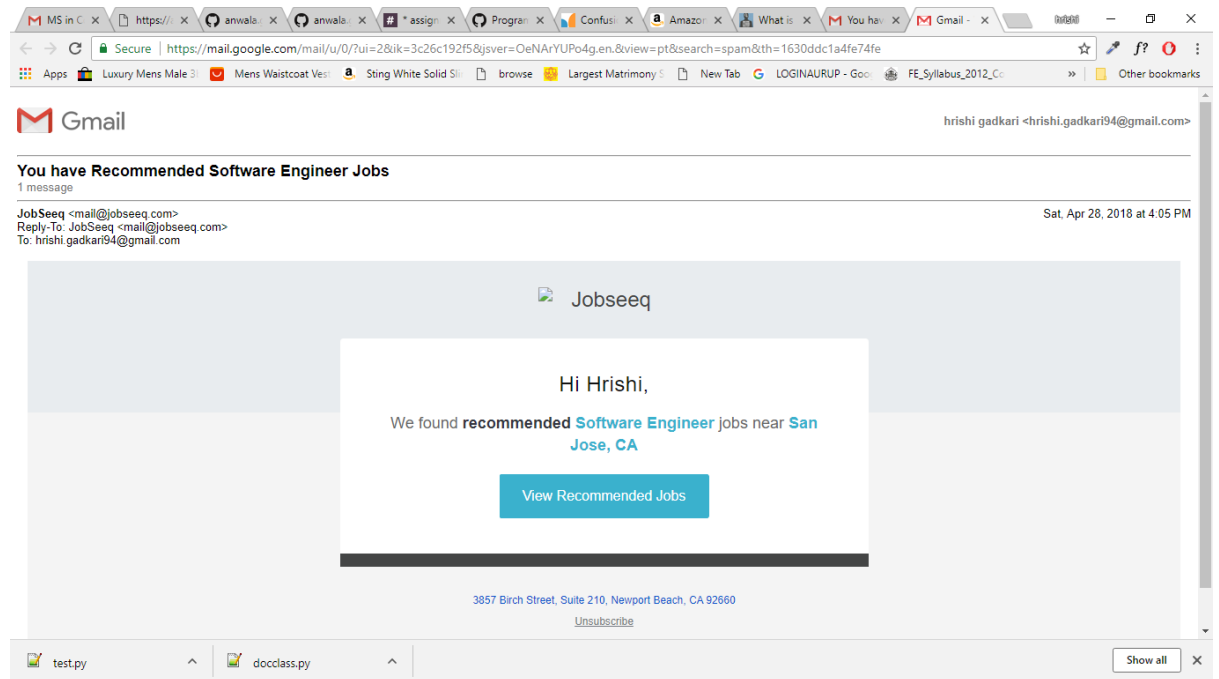 MS in C
https://
anwala.
anwala.
* assign
Program
Confusi
Amazon
What is
You hav
Gmail -
hrishi
Secure | https://mail.google.com/mail/u/0/?ui=2&ik=3c26c192f5&jsver=OeNArYUPo4g.en.&view=pt&search=spam&th=1630ddc1a4fe74fe
f?
Apps Luxury Mens Male 3 Mens Waistcoat Vest Sting White Solid Sli browse Largest Matrimony S New Tab LOGINAURUP - Goo FE_Syllabus_2012_Co » Other bookmarks
Gmail
hrishi gadkari <hrishi.gadkari94@gmail.com>
You have Recommended Software Engineer Jobs
1 message
JobSeeq <mail@jobseeq.com>
Sat, Apr 28, 2018 at 4:05 PM
Reply-To: JobSeeq <mail@jobseeq.com>
To: hrishi.gadkari94@gmail.com
Jobseeq
Hi Hrishi,
We found recommended Software Engineer jobs near San
Jose, CA
View Recommended Jobs
3857 Birch Street, Suite 210, Newport Beach, CA 92660
Unsubscribe
test.py
docclass.py
Show all